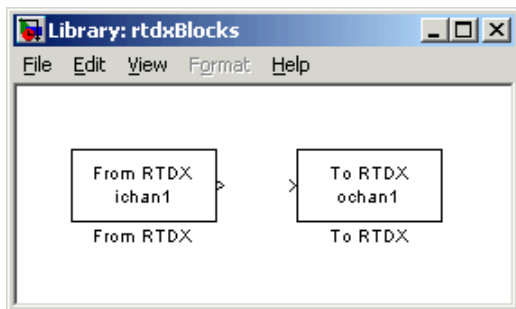 Library: rtdxBlocks
File Edit View Format Help
From RTDX
ichan1
From RTDX
To RTDX
ochan1
To RTDX